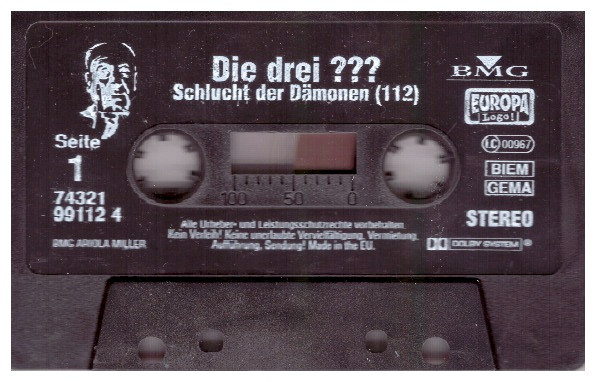 Die drei ???
Schlucht der Dämonen (112)
BMG
EUROPA
Logo!
LC 00967
BIEM
GEMA
STEREO
DOLBY SYSTEM ®
Seite
1
74321
99112 4
BMG ARIOLA MILLER
100 50 0
Alle Urheber- und Leistungsschutzrechte vorbehalten.
Kein Verleih! Keine unerlaubte Vervielfältigung, Vermietung,
Aufführung, Sendung! Made in the EU.